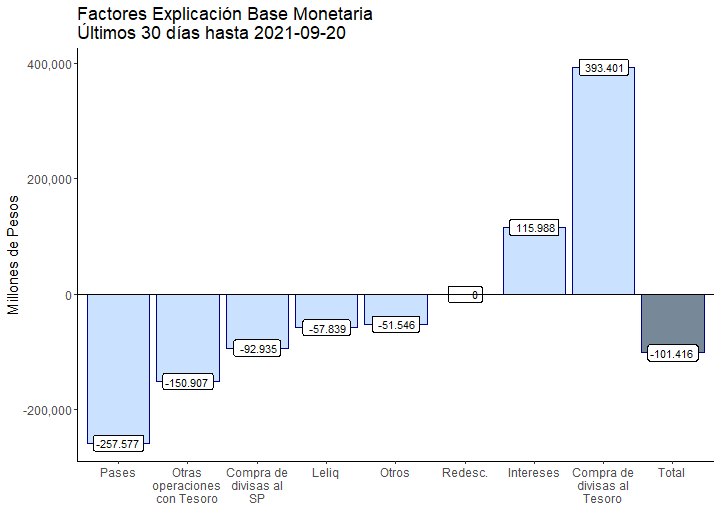 Factores Explicación Base Monetaria
Últimos 30 días hasta 2021-09-20
Millones de Pesos
400,000
200,000
0
-200,000
-257.577
-150.907
-92.935
-57.839
-51.546
0
115.988
393.401
-101.416
Pases
Otras
operaciones
con Tesoro
Compra de
divisas al
SP
Leliq
Otros
Redesc.
Intereses
Compra de
divisas al
Tesoro
Total